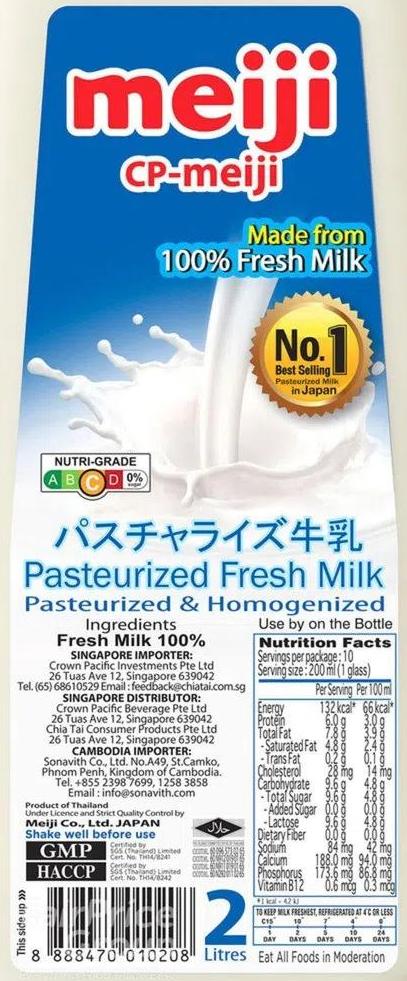 meiji
CP-meiji
Made from
100% Fresh Milk
No.1
Best Selling
Pasteurized Milk
in Japan
NUTRI-GRADE
A B C D 0%
sugar
パスチャライズ牛乳
Pasteurized Fresh Milk
Pasteurized & Homogenized
Ingredients
Fresh Milk 100%
SINGAPORE IMPORTER:
Crown Pacific Investments Pte Ltd
26 Tuas Ave 12, Singapore 639042
Tel. (65) 68610529 Email : feedback@chiatai.com.sg
SINGAPORE DISTRIBUTOR:
Crown Pacific Beverage Pte Ltd
26 Tuas Ave 12, Singapore 639042
Chia Tai Consumer Products Pte Ltd
26 Tuas Ave 12, Singapore 639042
CAMBODIA IMPORTER:
Sonavith Co., Ltd. No.A49, St.Camko,
Phnom Penh, Kingdom of Cambodia.
Tel. +855 2398 7699, 1258 3858
Email : info@sonavith.com
Product of Thailand
Under Licence and Strict Quality Control by
Meiji Co., Ltd. JAPAN
Shake well before use
GMP
Certified by
SGS (Thailand) Limited
Cert. No. TH14/8241
HACCP
Certified by
SGS (Thailand) Limited
Cert. No. TH14/8242
حلال
This side up >>>
8 888470 010208
2
Litres
Use by on the Bottle
Nutrition Facts
Servings per package : 10
Serving size : 200 ml (1 glass)
Per Serving Per 100 ml
Energy 132 kcal* 66 kcal*
Protein 6.0 g 3.0 g
Total Fat 7.8 g 3.9 g
- Saturated Fat 4.8 g 2.4 g
- Trans Fat 0.2 g 0.1 g
Cholesterol 28 mg 14 mg
Carbohydrate 9.6 g 4.8 g
- Total Sugar 9.6 g 4.8 g
- Added Sugar 0.0 g 0.0 g
- Lactose 9.6 g 4.8 g
Dietary Fiber 0.0 g 0.0 g
Sodium 84 mg 42 mg
Calcium 188.0 mg 94.0 mg
Phosphorus 173.6 mg 86.8 mg
Vitamin B12 0.6 mcg 0.3 mcg
*1 kcal = 4.2 kJ
TO KEEP MILK FRESHEST, REFRIGERATED AT 4°C OR LESS
C15° 10° 7° 4° 0°
1 2 3 10 24
DAY DAYS DAYS DAYS DAYS
Eat All Foods in Moderation